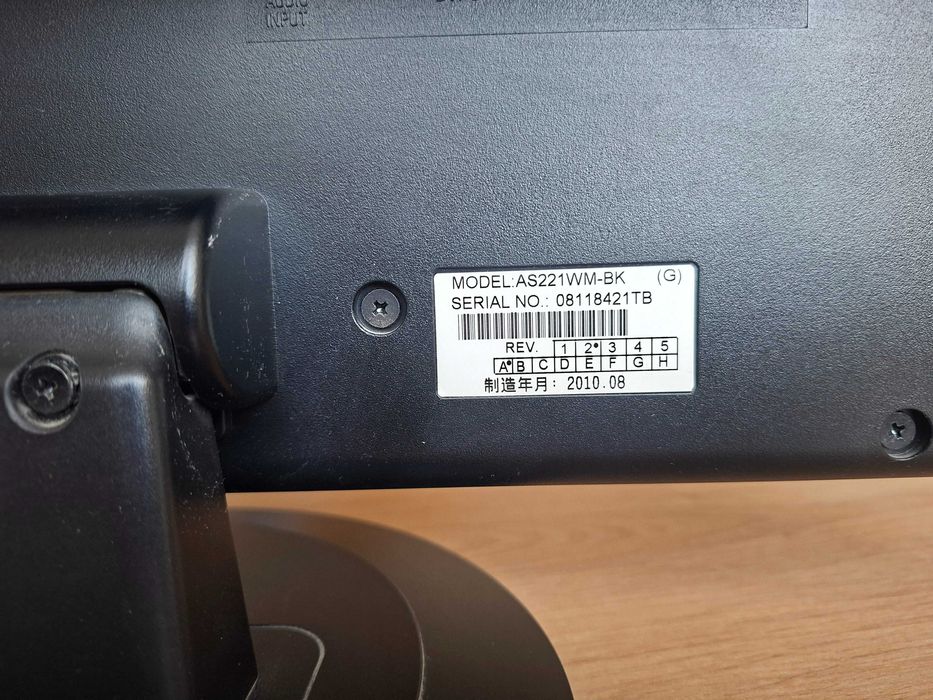 AUDIO
INPUT
MODEL:AS221WM-BK (G)
SERIAL NO.: 08118421TB
REV. 1 2• 3 4 5
A• B C D E F G H
制造年月: 2010.08